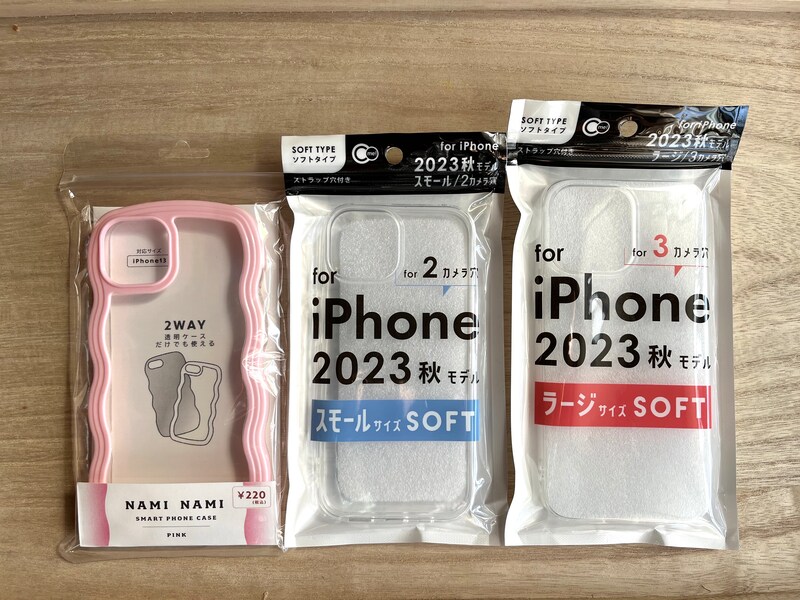 対応サイズ
iPhone13
2WAY
透明ケース
だけでも使える
NAMI NAMI
SMART PHONE CASE
PINK
¥220
(税込)
SOFT TYPE
ソフトタイプ
for iPhone
2023秋モデル
ストラップ穴付き
スモール/2カメラ穴
for 2 カメラ穴
for
iPhone
2023 秋 モデル
スモールサイズ SOFT
SOFT TYPE
ソフトタイプ
for iPhone
2023秋モデル
ストラップ穴付き
ラージ/3カメラ穴
for 3 カメラ穴
for
iPhone
2023 秋 モデル
ラージサイズ SOFT